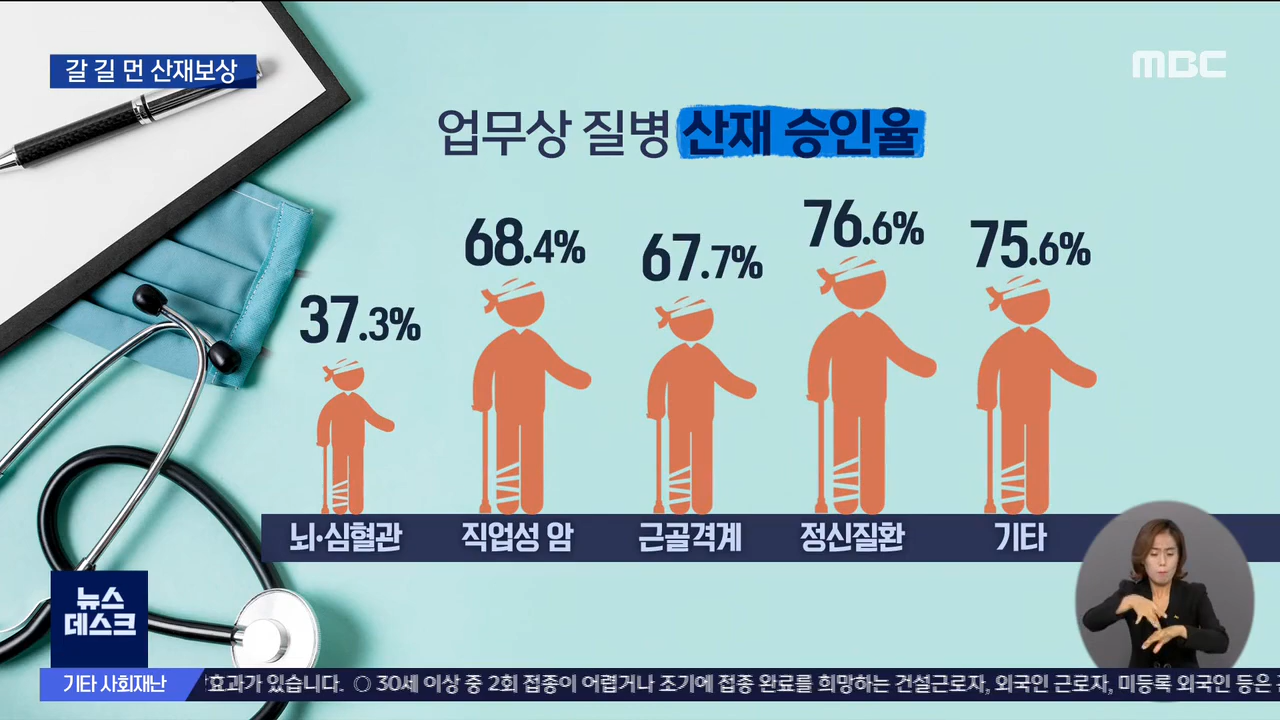 갈 길 먼 산재보상
MBC
업무상 질병 산재 승인율
37.3%
68.4%
67.7%
76.6%
75.6%
뇌·심혈관
직업성 암
근골격계
정신질환
기타
뉴스
데스크
기타 사회재난
효과가 있습니다. ○ 30세 이상 중 2회 접종이 어렵거나 조기에 접종 완료를 희망하는 건설근로자, 외국인 근로자, 미등록 외국인 등은